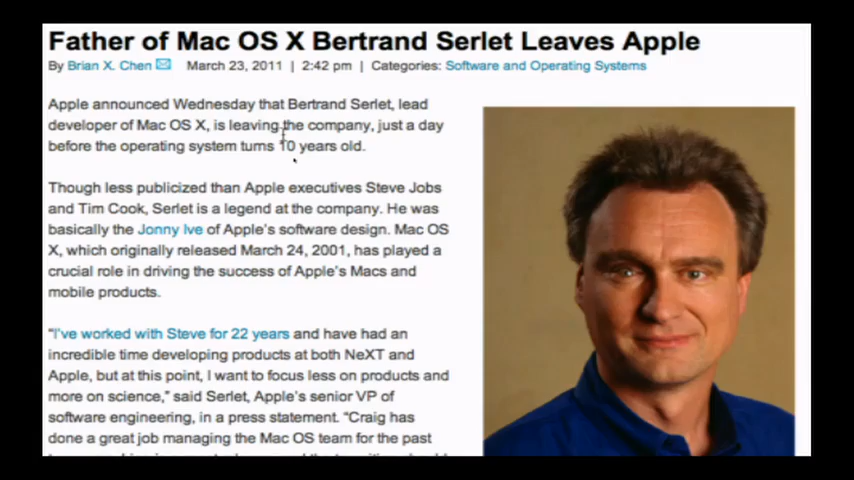 Father of Mac OS X Bertrand Serlet Leaves Apple
By Brian X. Chen March 23, 2011 | 2:42 pm | Categories: Software and Operating Systems
Apple announced Wednesday that Bertrand Serlet, lead
developer of Mac OS X, is leaving the company, just a day
before the operating system turns 10 years old.
Though less publicized than Apple executives Steve Jobs
and Tim Cook, Serlet is a legend at the company. He was
basically the Jonny Ive of Apple's software design. Mac OS
X, which originally released March 24, 2001, has played a
crucial role in driving the success of Apple's Macs and
mobile products.
“I've worked with Steve for 22 years and have had an
incredible time developing products at both NeXT and
Apple, but at this point, I want to focus less on products and
more on science,” said Serlet, Apple's senior VP of
software engineering, in a press statement. “Craig has
done a great job managing the Mac OS team for the past